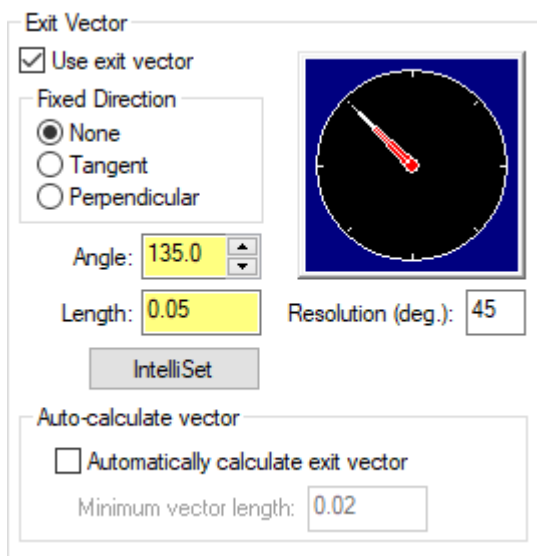 Exit Vector
Use exit vector
Fixed Direction
None
Tangent
Perpendicular
Angle: 135.0
Length: 0.05 Resolution (deg.): 45
IntelliSet
Auto-calculate vector
Automatically calculate exit vector
Minimum vector length: 0.02